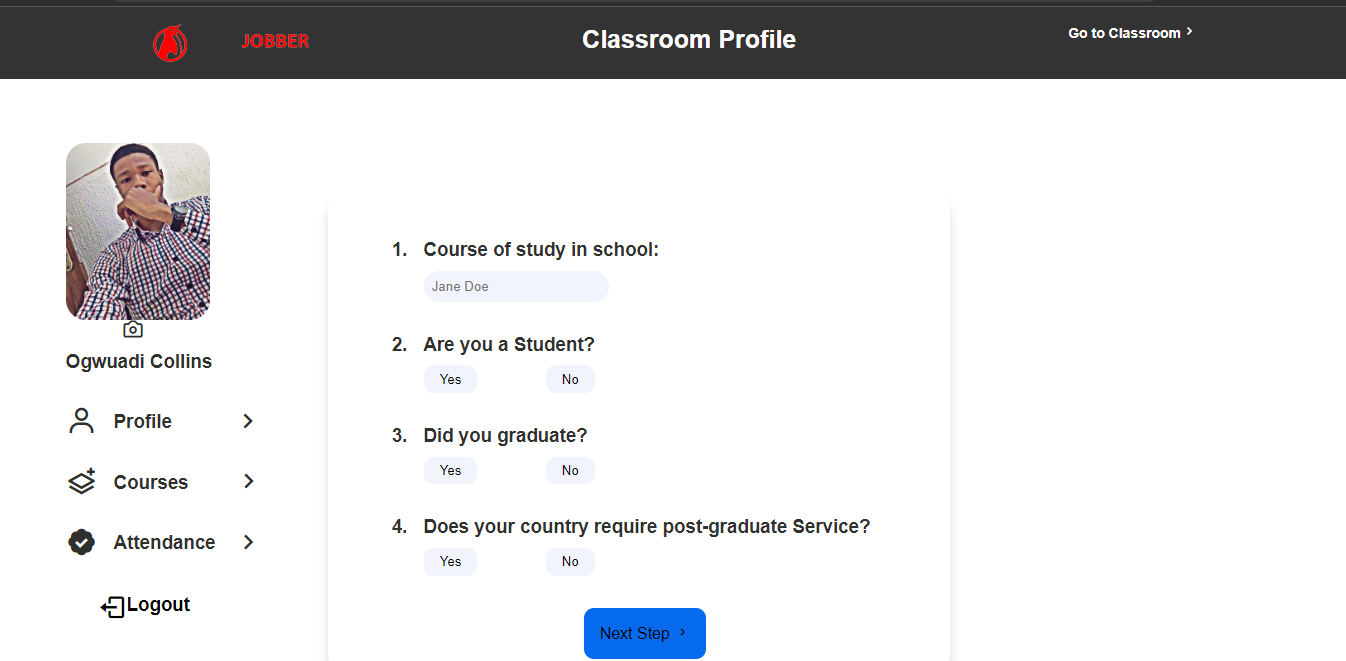 JOBBER
Classroom Profile
Go to Classroom
Ogwuadi Collins
Profile
Courses
Attendance
Logout
1. Course of study in school:
Jane Doe
2. Are you a Student?
Yes No
3. Did you graduate?
Yes No
4. Does your country require post-graduate Service?
Yes No
Next Step